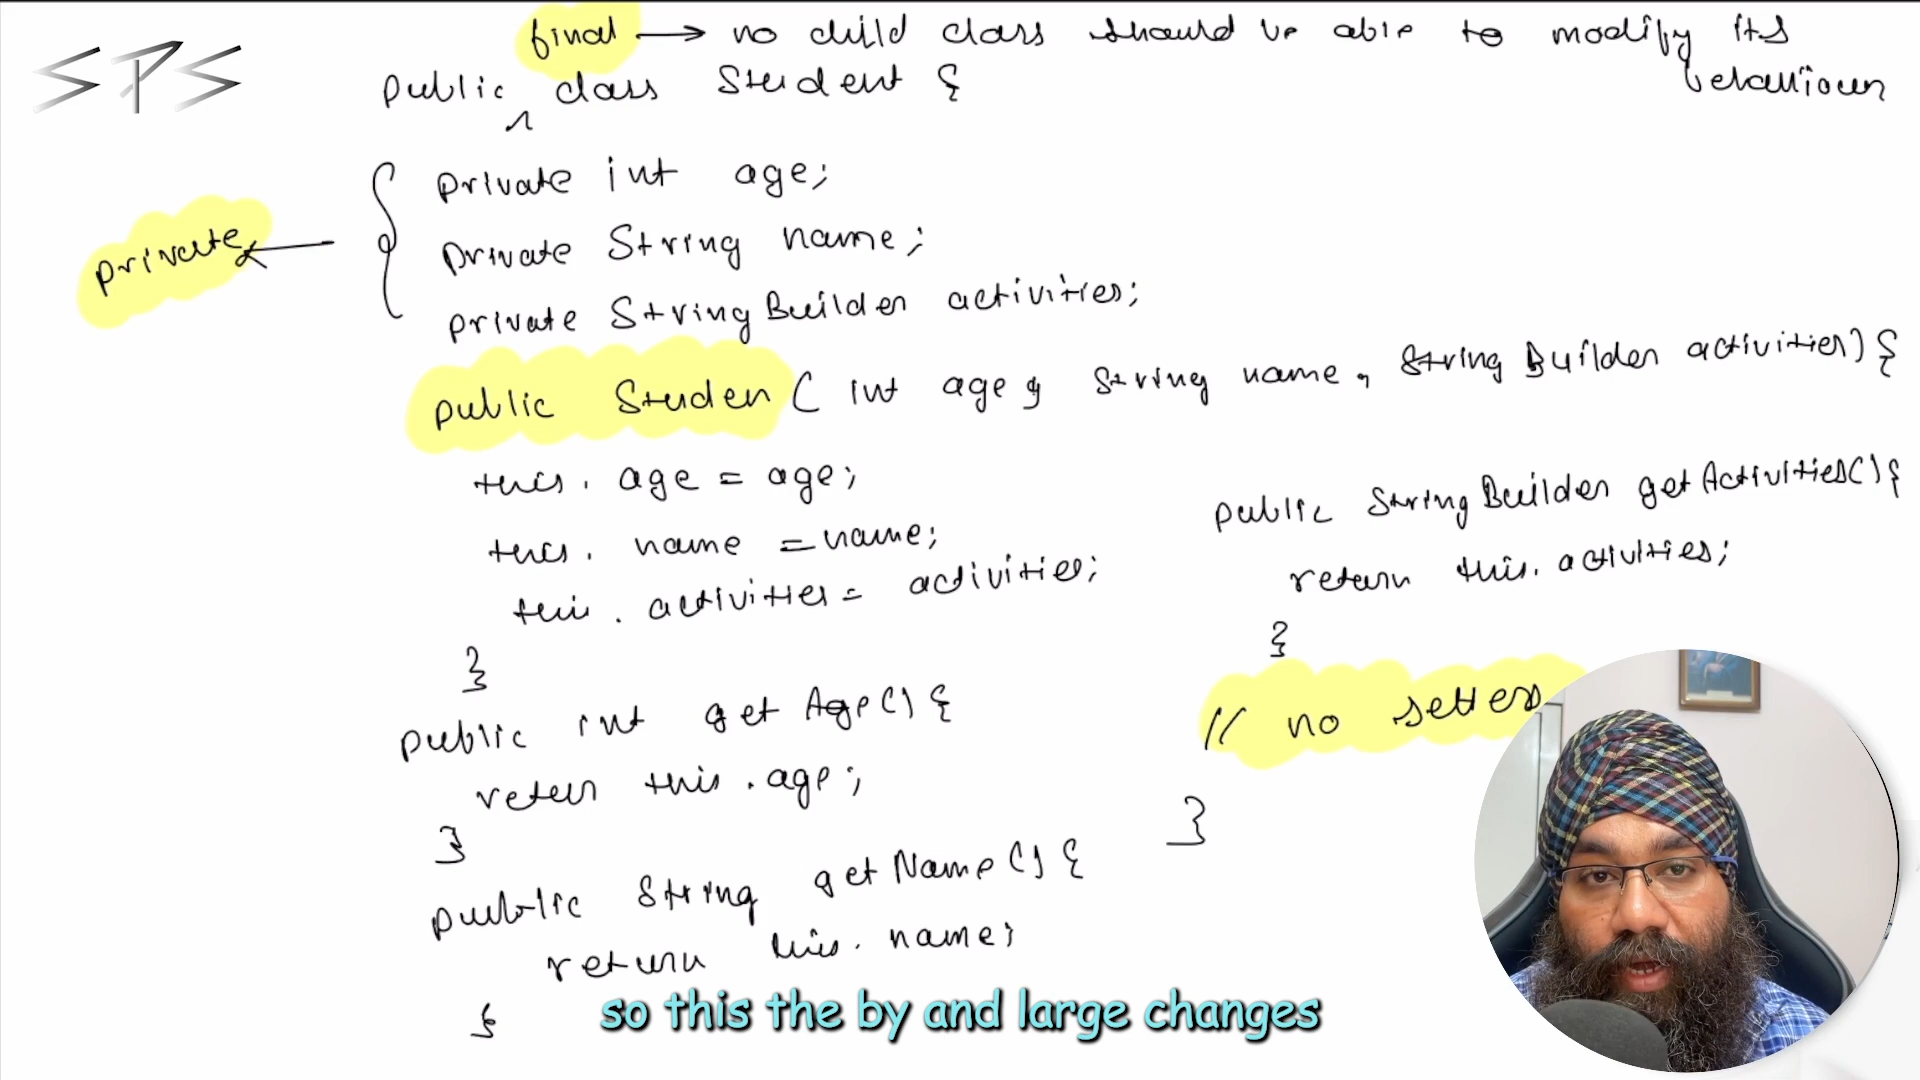 SPS
final → no child class should be able to modify its
behaviour
public ^ class Student {
private ← { private int age;
private String name;
private StringBuilder activities;
public Studen ( int age, String name, String Builder activities) {
this. age = age;
this. name = name;
this. activities = activities;
}
public int get Age() {
return this. age;
}
public String get Name() {
return this. name;
}
public StringBuilder get Activities() {
return this. activities;
}
// no setters
}
so this the by and large changes